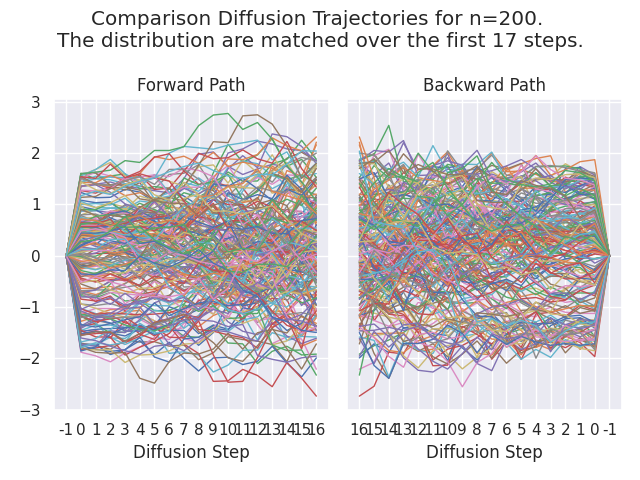 Comparison Diffusion Trajectories for n=200.
The distribution are matched over the first 17 steps.
Forward Path
Backward Path
3
2
1
0
−1
−2
−3
-1 0 1 2 3 4 5 6 7 8 9 10 11 12 13 14 15 16
16 15 14 13 12 11 10 9 8 7 6 5 4 3 2 1 0 -1
Diffusion Step
Diffusion Step